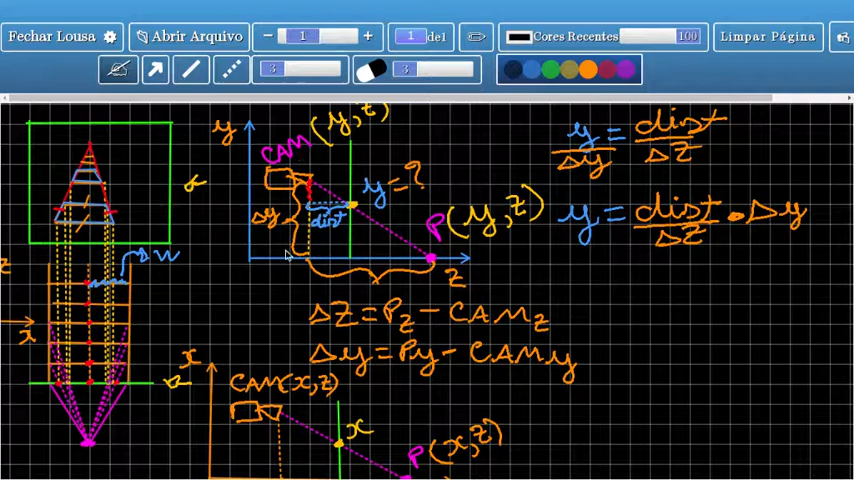 Fechar Lousa
Abrir Arquivo
1
1
de1
Cores Recentes
100
Limpar Página
3
3
y
CAM (y,z)
y=?
Δy
dist
P(y,z)
z
y/Δy = dist/ΔZ
y = dist/ΔZ • Δy
ΔZ = Pz - CAMz
Δy = Py - CAMy
w
z
x
x
CAM(x,z)
x
P(x,z)